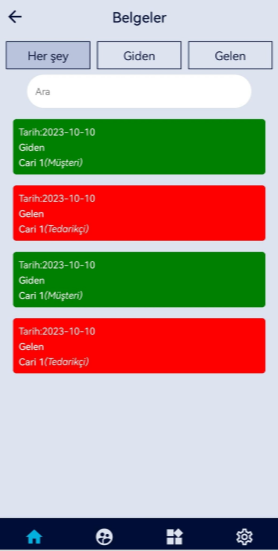 Belgeler
Her şey
Giden
Gelen
Ara
Tarih:2023-10-10
Giden
Cari 1(Müşteri)
Tarih:2023-10-10
Gelen
Cari 1(Tedarikçi)
Tarih:2023-10-10
Giden
Cari 1(Müşteri)
Tarih:2023-10-10
Gelen
Cari 1(Tedarikçi)